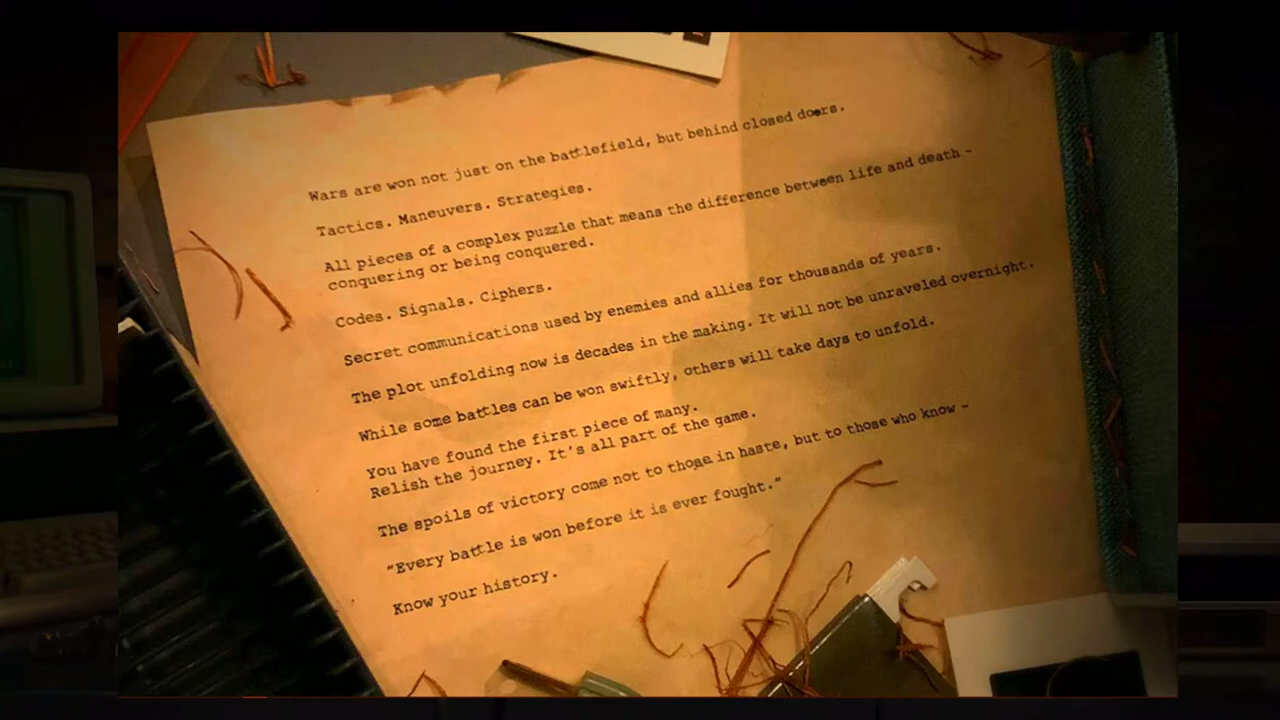 Wars are won not just on the battlefield, but behind closed doors.
Tactics. Maneuvers. Strategies.
All pieces of a complex puzzle that means the difference between life and death -
conquering or being conquered.
Codes. Signals. Ciphers.
Secret communications used by enemies and allies for thousands of years.
The plot unfolding now is decades in the making. It will not be unraveled overnight.
While some battles can be won swiftly, others will take days to unfold.
You have found the first piece of many.
Relish the journey. It's all part of the game.
The spoils of victory come not to those in haste, but to those who know -
"Every battle is won before it is ever fought."
Know your history.